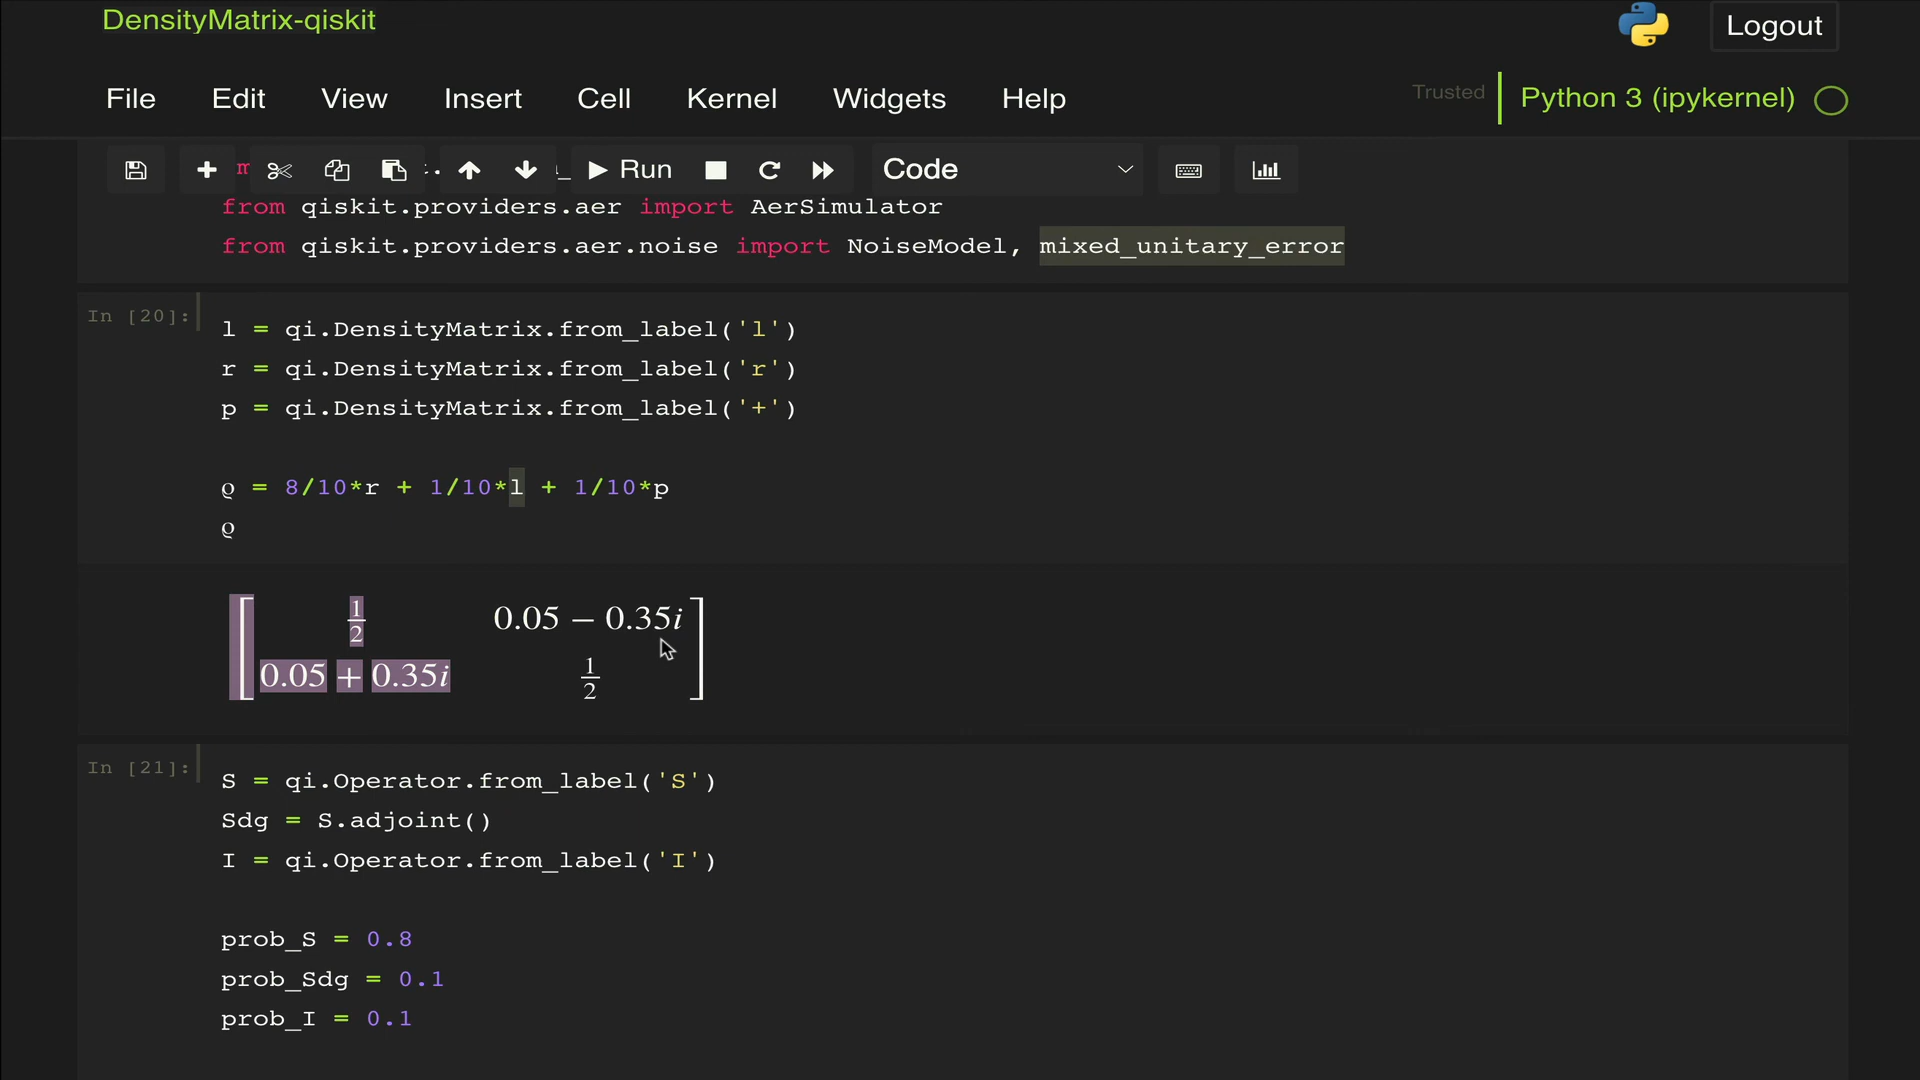 DensityMatrix-qiskit
Logout
File Edit View Insert Cell Kernel Widgets Help
Trusted Python 3 (ipykernel)
Run Code
from qiskit.providers.aer import AerSimulator
from qiskit.providers.aer.noise import NoiseModel, mixed_unitary_error
In [20]:
l = qi.DensityMatrix.from_label('l')
r = qi.DensityMatrix.from_label('r')
p = qi.DensityMatrix.from_label('+')
ϱ = 8/10*r + 1/10*l + 1/10*p
ϱ
1/2 0.05 − 0.35i
0.05 + 0.35i 1/2
In [21]:
S = qi.Operator.from_label('S')
Sdg = S.adjoint()
I = qi.Operator.from_label('I')
prob_S = 0.8
prob_Sdg = 0.1
prob_I = 0.1